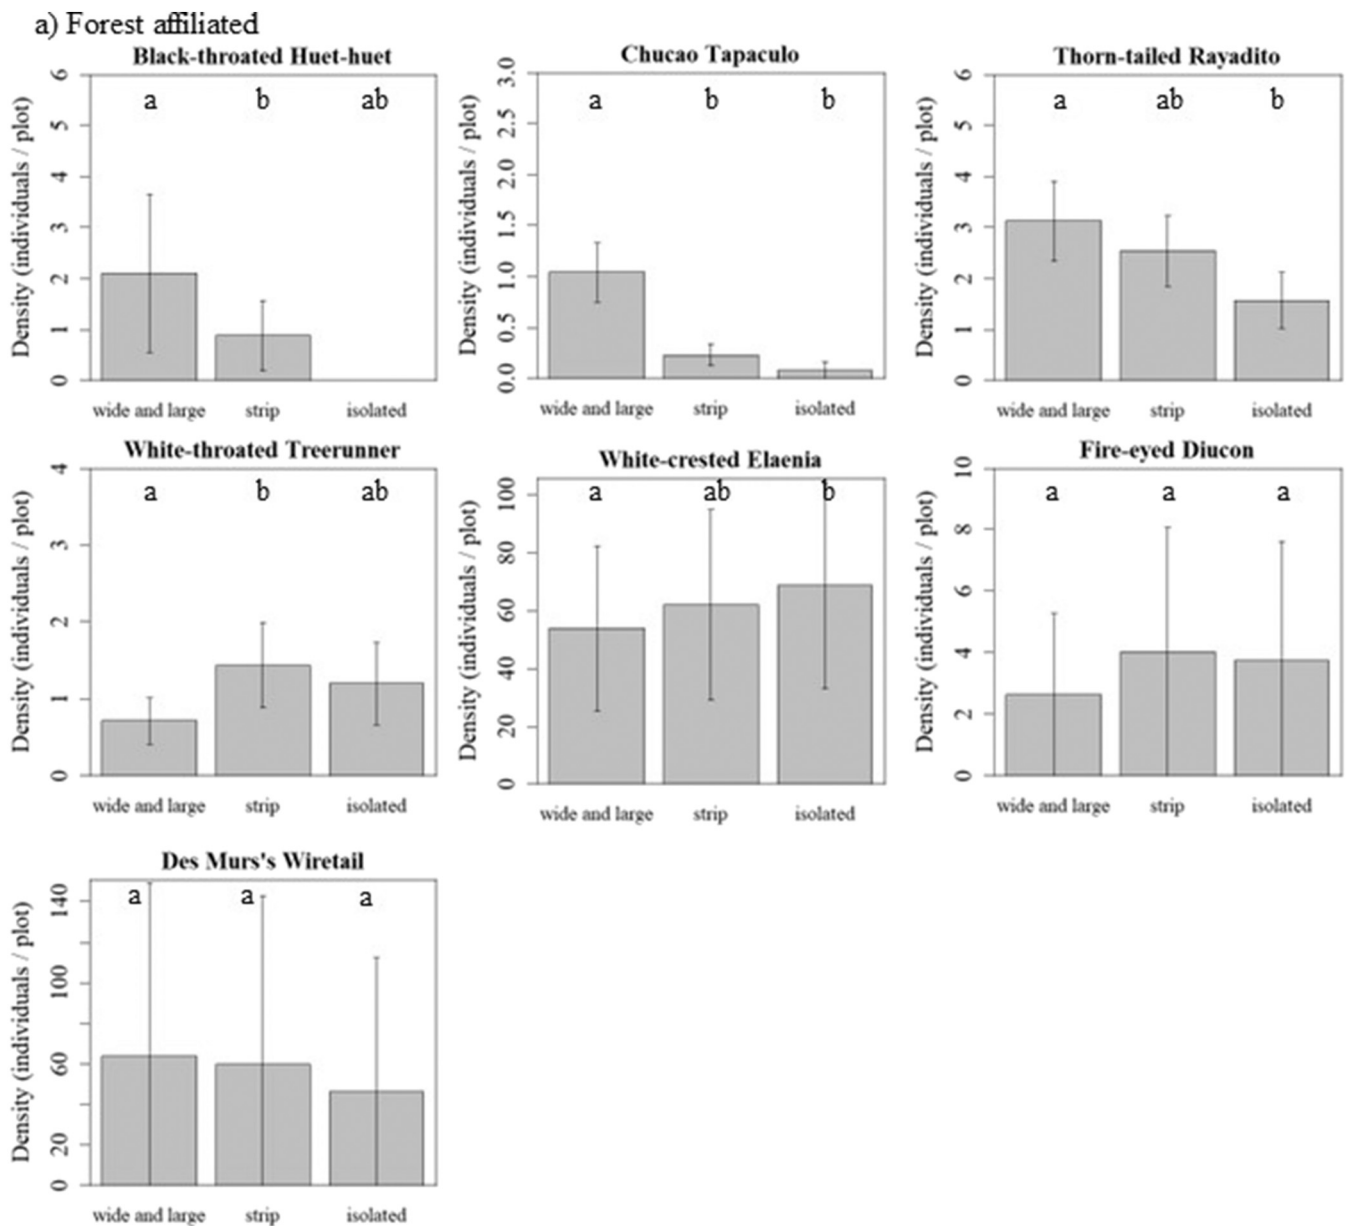 a) Forest affiliated
Black-throated Huet-huet
Density (individuals / plot)
6
5
4
3
2
1
0
a b ab
wide and large strip isolated
Chucao Tapaculo
Density (individuals / plot)
3.0
2.5
2.0
1.5
1.0
0.5
0.0
a b b
wide and large strip isolated
Thorn-tailed Rayadito
Density (individuals / plot)
6
5
4
3
2
1
0
a ab b
wide and large strip isolated
White-throated Treerunner
Density (individuals / plot)
4
3
2
1
0
a b ab
wide and large strip isolated
White-crested Elaenia
Density (individuals / plot)
100
80
60
40
20
0
a ab b
wide and large strip isolated
Fire-eyed Diucon
Density (individuals / plot)
10
8
6
4
2
0
a a a
wide and large strip isolated
Des Murs's Wiretail
Density (individuals / plot)
140
100
60
20
0
a a a
wide and large strip isolated